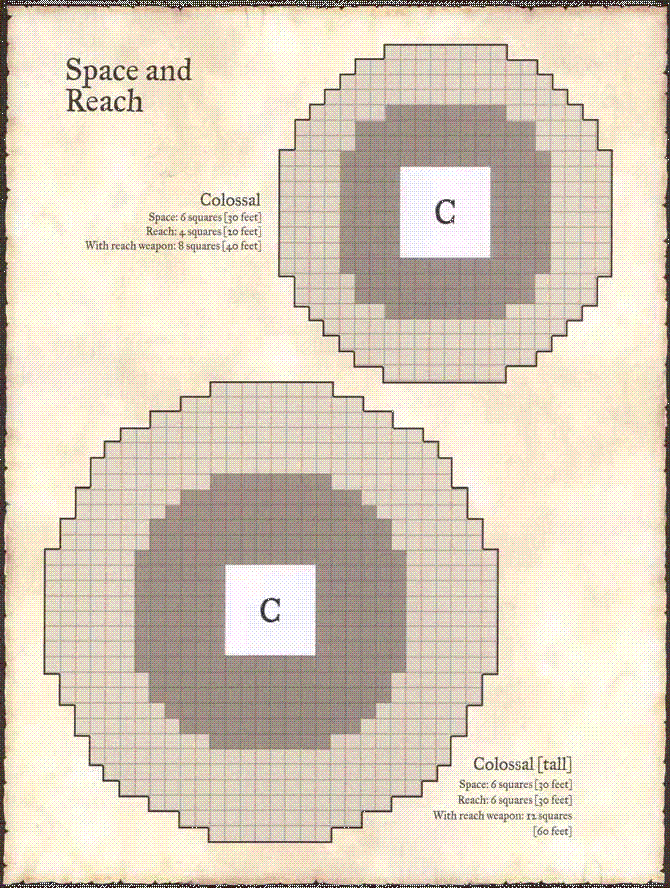 Space and
Reach
C
Colossal
Space: 6 squares [30 feet]
Reach: 4 squares [20 feet]
With reach weapon: 8 squares [40 feet]
C
Colossal [tall]
Space: 6 squares [30 feet]
Reach: 6 squares [30 feet]
With reach weapon: 12 squares
[60 feet]